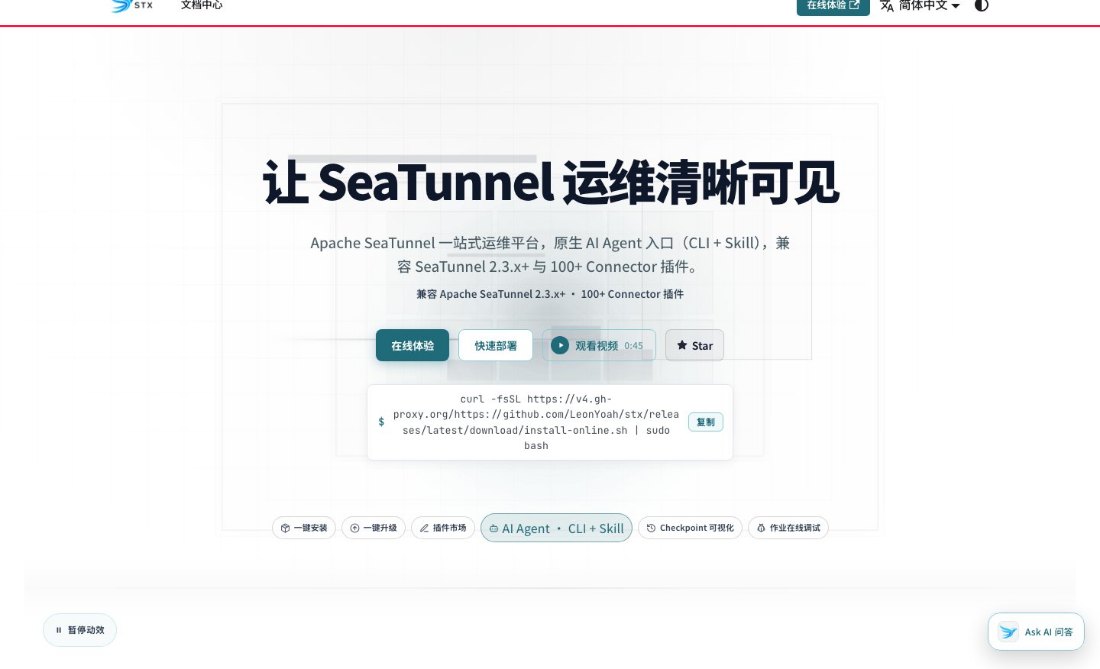 STX
文档中心
在线体验
简体中文
让 SeaTunnel 运维清晰可见
Apache SeaTunnel 一站式运维平台，原生 AI Agent 入口（CLI + Skill），兼
容 SeaTunnel 2.3.x+ 与 100+ Connector 插件。
兼容 Apache SeaTunnel 2.3.x+ · 100+ Connector 插件
在线体验
快速部署
观看视频 0:45
Star
curl -fsSL https://v4.gh-
$ proxy.org/https://github.com/LeonYoah/stx/relea
ses/latest/download/install-online.sh | sudo
bash
复制
一键安装
一键升级
插件市场
AI Agent · CLI + Skill
Checkpoint 可视化
作业在线调试
暂停动效
Ask AI 问答